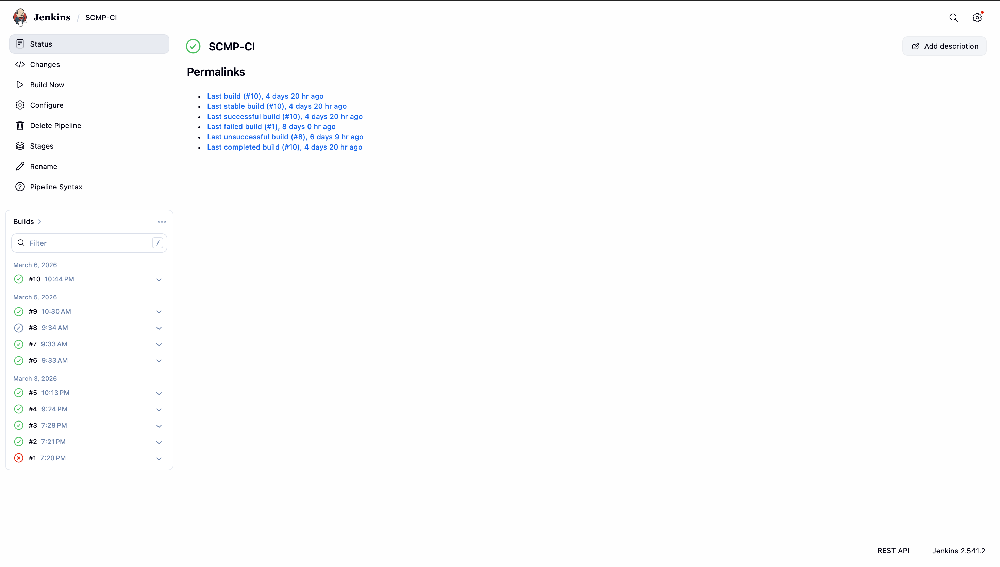 Jenkins / SCMP-CI
Status
Changes
Build Now
Configure
Delete Pipeline
Stages
Rename
Pipeline Syntax
Builds
Filter /
March 6, 2026
#10 10:44 PM
March 5, 2026
#9 10:30 AM
#8 9:34 AM
#7 9:33 AM
#6 9:33 AM
March 3, 2026
#5 10:13 PM
#4 9:24 PM
#3 7:29 PM
#2 7:21 PM
#1 7:20 PM
SCMP-CI
Add description
Permalinks
Last build (#10), 4 days 20 hr ago
Last stable build (#10), 4 days 20 hr ago
Last successful build (#10), 4 days 20 hr ago
Last failed build (#1), 8 days 0 hr ago
Last unsuccessful build (#8), 6 days 9 hr ago
Last completed build (#10), 4 days 20 hr ago
REST API
Jenkins 2.541.2